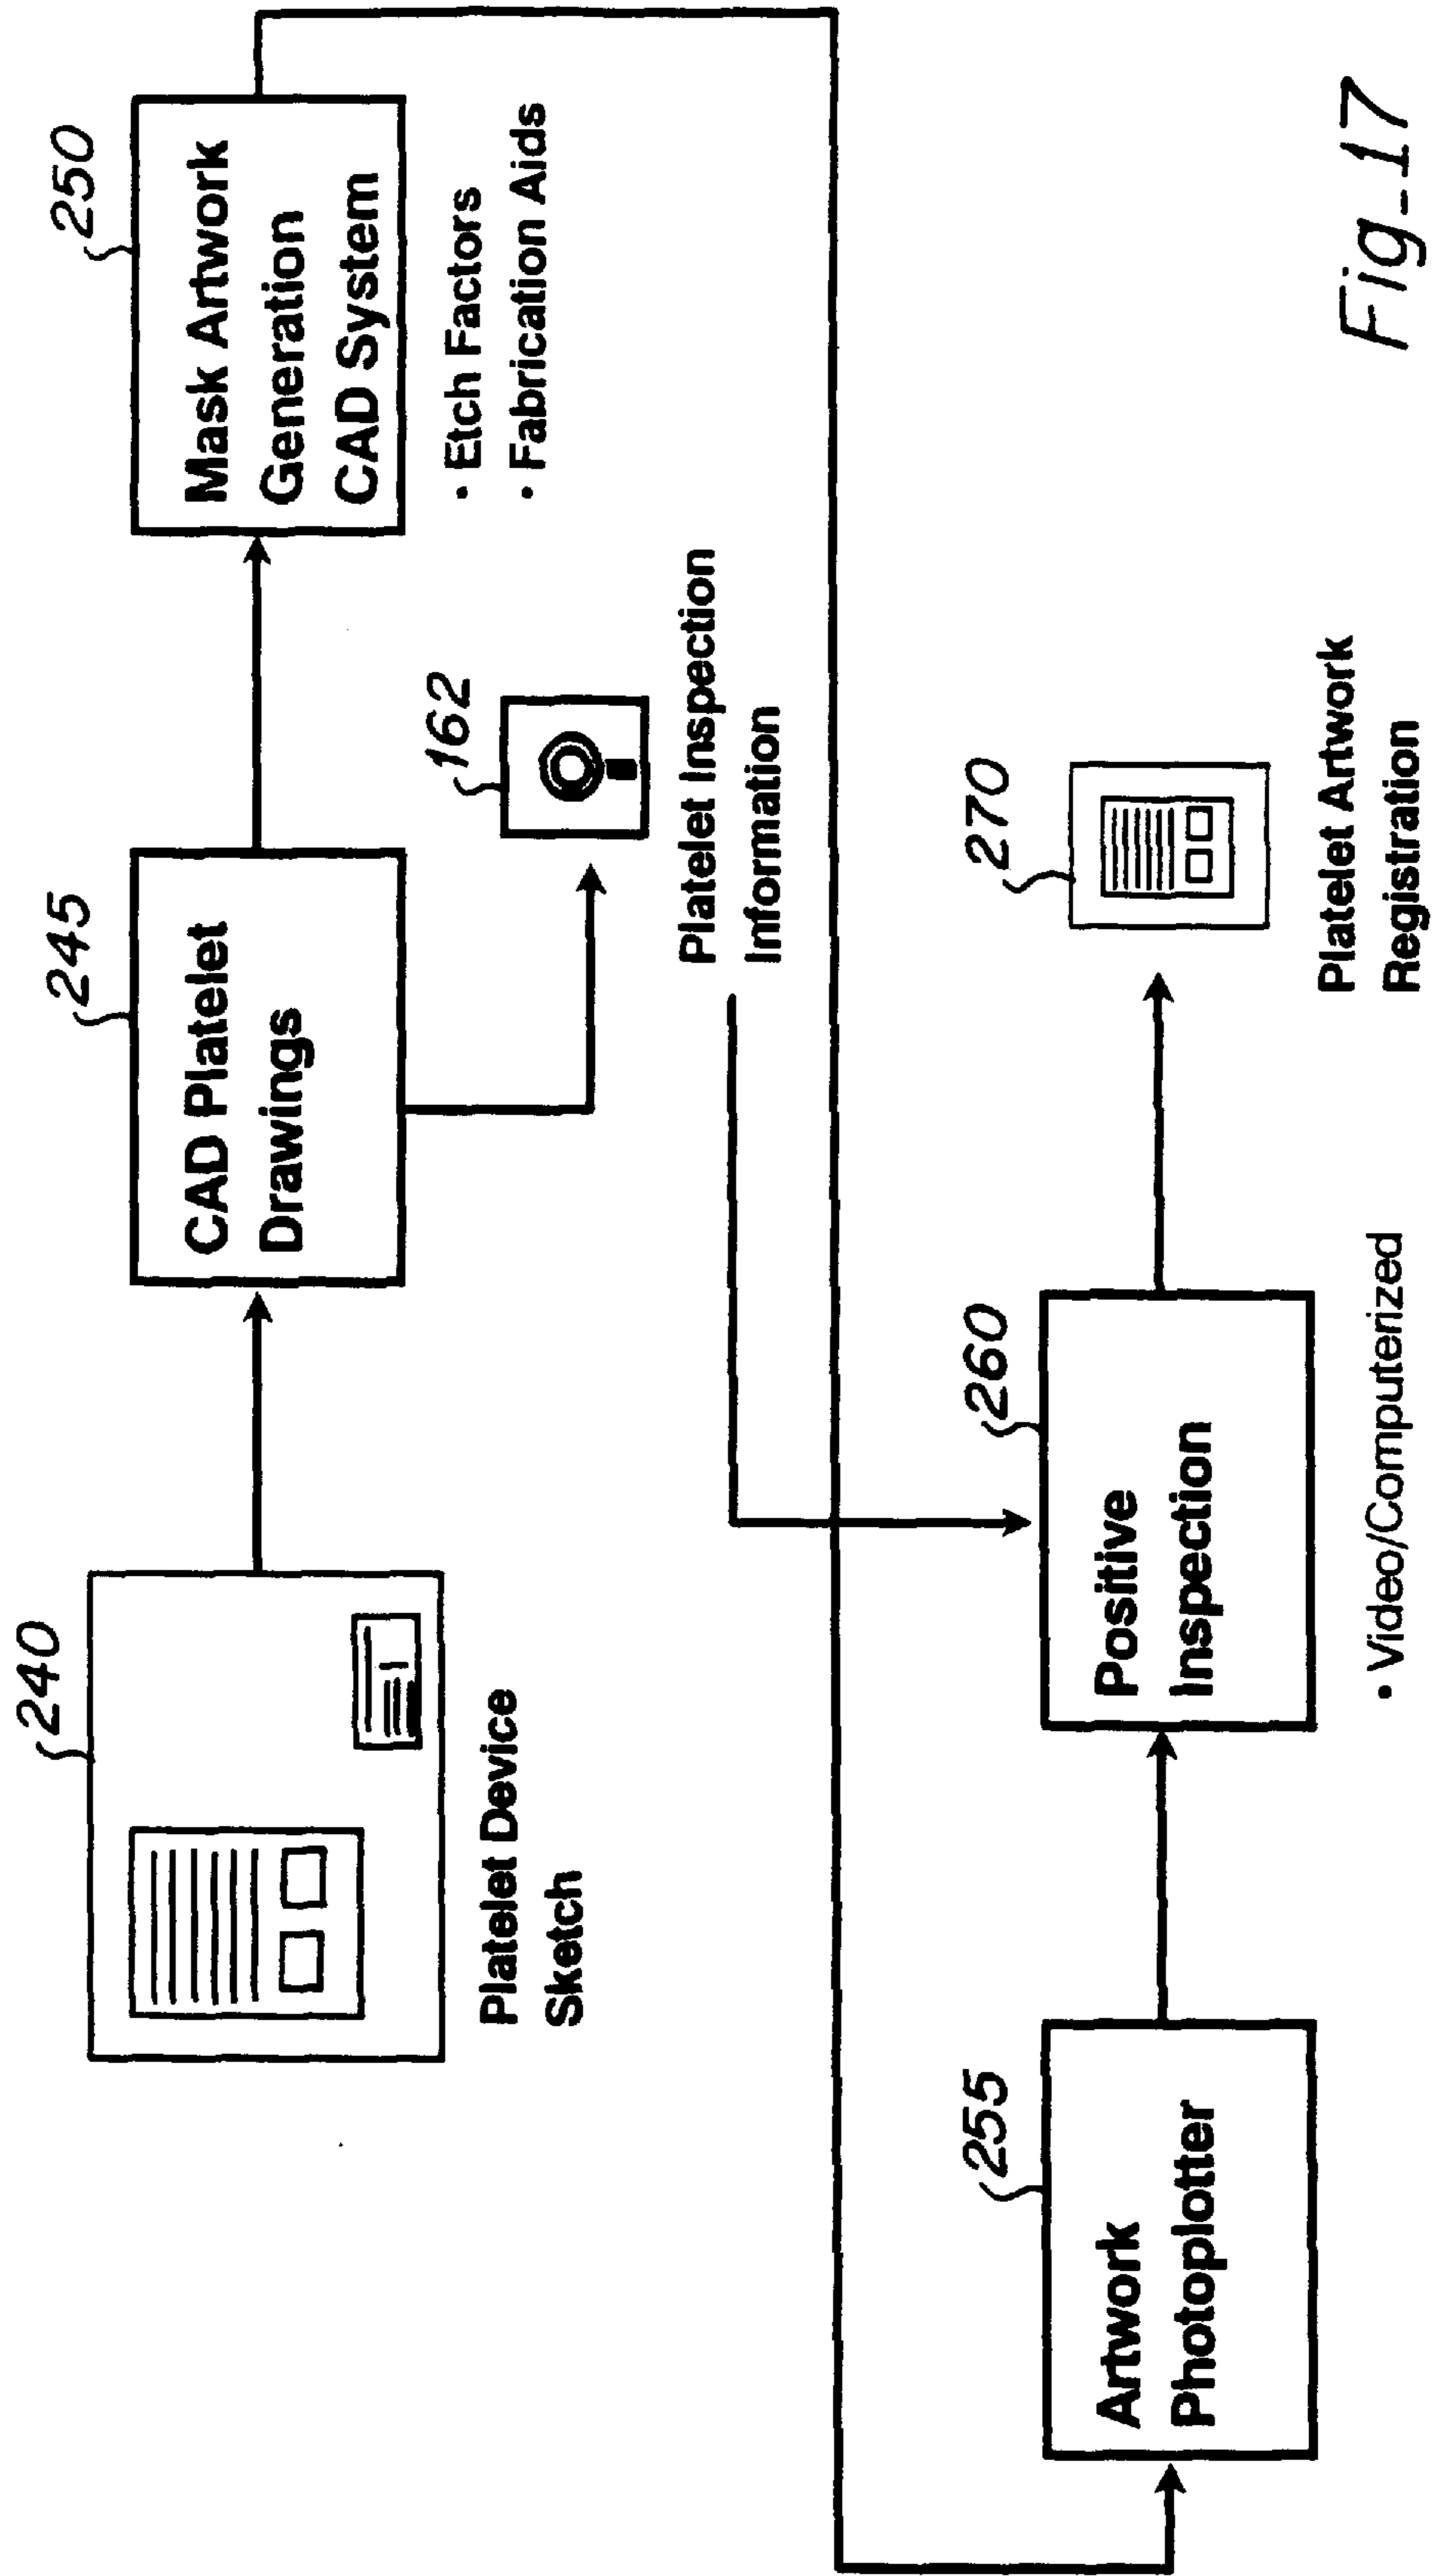 240
Platelet Device
Sketch
245
CAD Platelet
Drawings
250
Mask Artwork
Generation
CAD System
• Etch Factors
• Fabrication Aids
162
Platelet Inspection
Information
255
Artwork
Photoplotter
260
Positive
Inspection
• Video/Computerized
270
Platelet Artwork
Registration
Fig_17